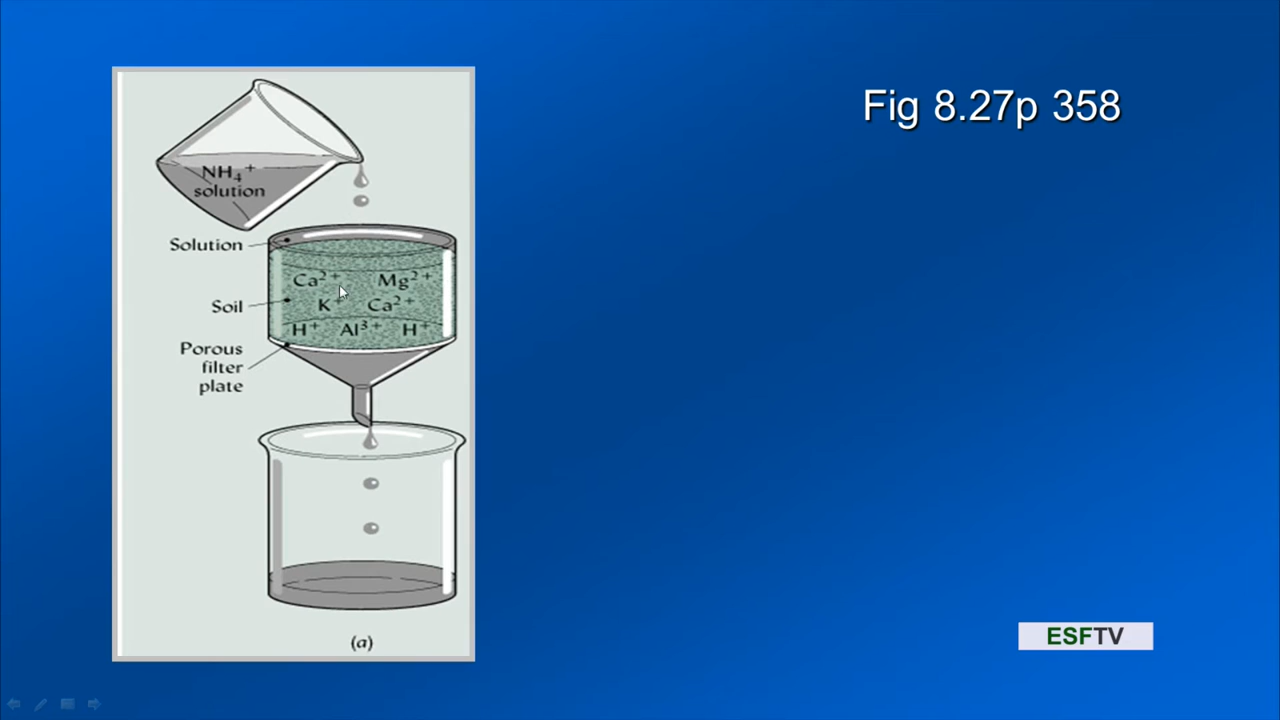 Fig 8.27p 358
NH₄⁺
solution
Solution
Ca²⁺ Mg²⁺
Soil
K⁺ Ca²⁺
H⁺ Al³⁺ H⁺
Porous
filter
plate
(a)
ESFTV